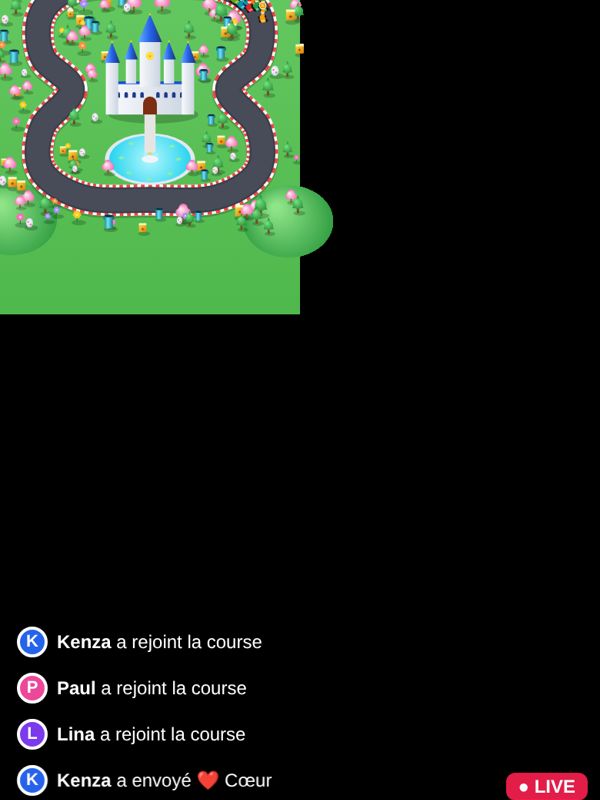 K Kenza a rejoint la course
P Paul a rejoint la course
L Lina a rejoint la course
K Kenza a envoyé ❤️ Cœur
● LIVE